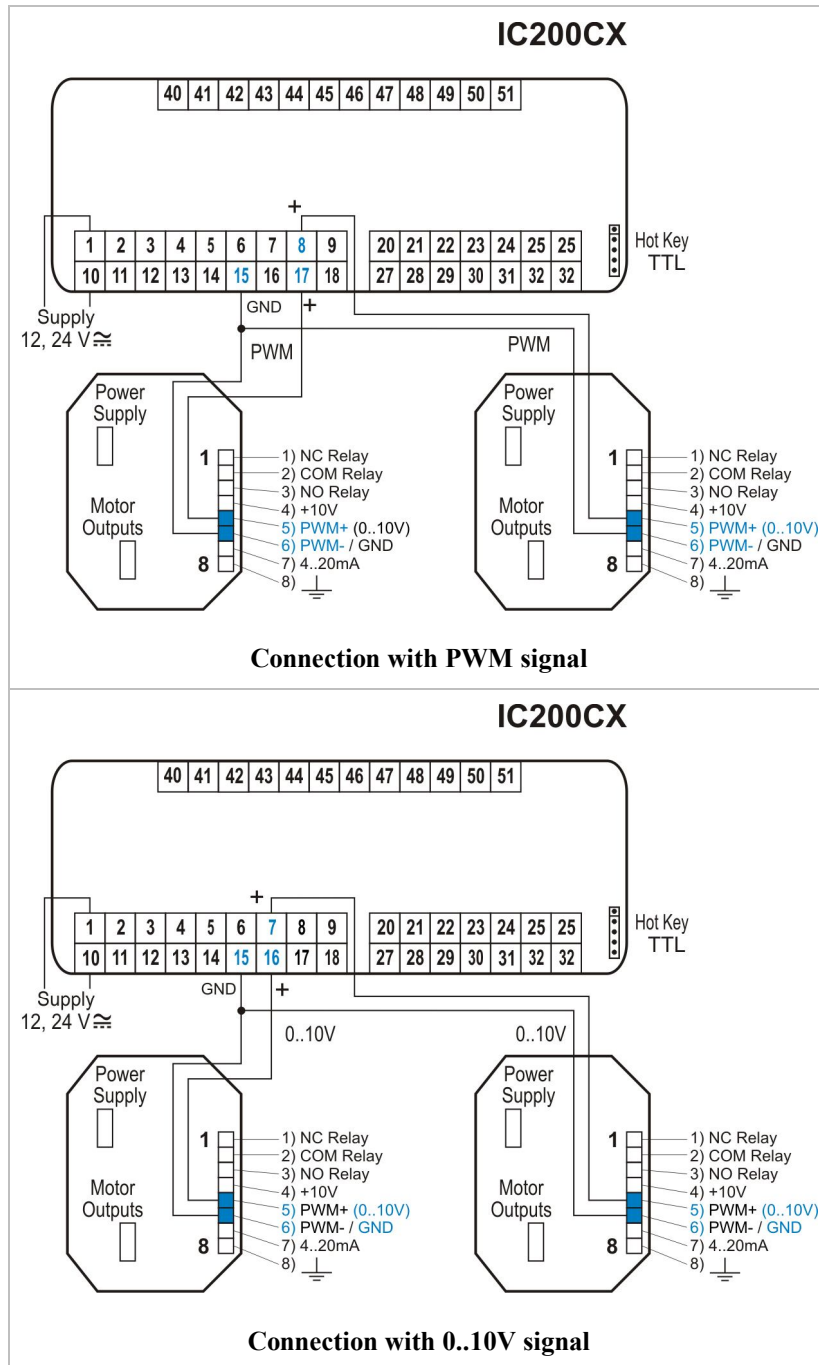 IC200CX
40 41 42 43 44 45 46 47 48 49 50 51
+
1 2 3 4 5 6 7 8 9 20 21 22 23 24 25 25
10 11 12 13 14 15 16 17 18 27 28 29 30 31 32 32
Hot Key
TTL
Supply
12, 24 V ≂
GND
+
PWM
PWM
Power
Supply
Motor
Outputs
1
8
1) NC Relay
2) COM Relay
3) NO Relay
4) +10V
5) PWM+ (0..10V)
6) PWM- / GND
7) 4..20mA
8)
Power
Supply
Motor
Outputs
1
8
1) NC Relay
2) COM Relay
3) NO Relay
4) +10V
5) PWM+ (0..10V)
6) PWM- / GND
7) 4..20mA
8)
Connection with PWM signal
IC200CX
40 41 42 43 44 45 46 47 48 49 50 51
+
1 2 3 4 5 6 7 8 9 20 21 22 23 24 25 25
10 11 12 13 14 15 16 17 18 27 28 29 30 31 32 32
Hot Key
TTL
Supply
12, 24 V ≂
GND
+
0..10V
0..10V
Power
Supply
Motor
Outputs
1
8
1) NC Relay
2) COM Relay
3) NO Relay
4) +10V
5) PWM+ (0..10V)
6) PWM- / GND
7) 4..20mA
8)
Power
Supply
Motor
Outputs
1
8
1) NC Relay
2) COM Relay
3) NO Relay
4) +10V
5) PWM+ (0..10V)
6) PWM- / GND
7) 4..20mA
8)
Connection with 0..10V signal